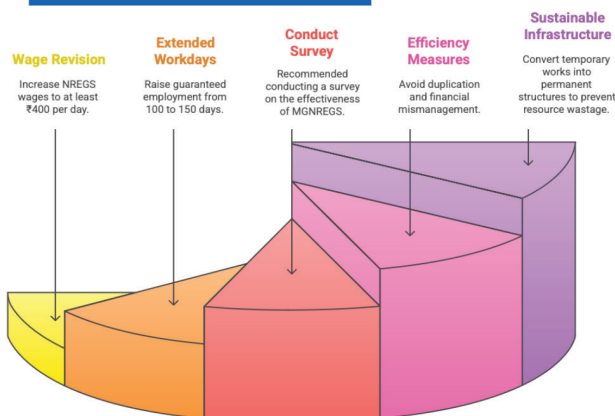 Wage Revision
Increase NREGS
wages to at least
₹400 per day.
Extended
Workdays
Raise guaranteed
employment from
100 to 150 days.
Conduct
Survey
Recommended
conducting a survey
on the effectiveness
of MGNREGS.
Efficiency
Measures
Avoid duplication
and financial
mismanagement.
Sustainable
Infrastructure
Convert temporary
works into
permanent
structures to prevent
resource wastage.